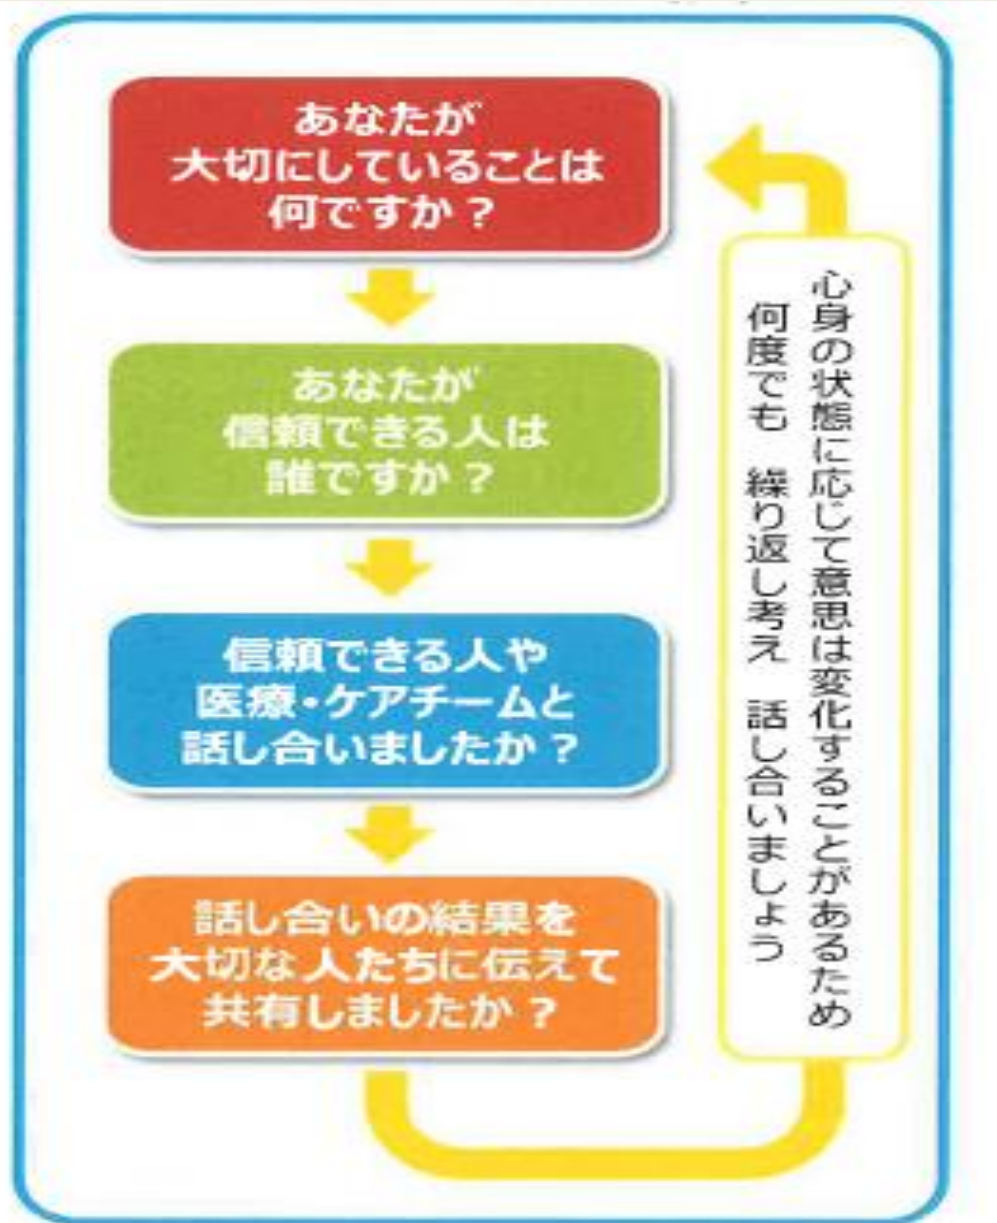 あなたが
大切にしていることは
何ですか？
あなたが
信頼できる人は
誰ですか？
信頼できる人や
医療・ケアチームと
話し合いましたか？
話し合いの結果を
大切な人たちに伝えて
共有しましたか？
心身の状態に応じて意思は変化することがあるため
何度でも　繰り返し考え　話し合いましょう